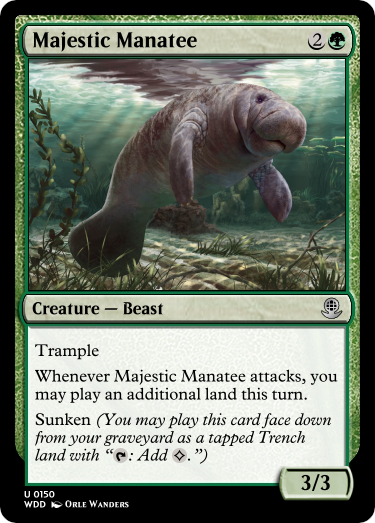 Majestic Manatee 2
Creature — Beast
Trample
Whenever Majestic Manatee attacks, you
may play an additional land this turn.
Sunken (You may play this card face down
from your graveyard as a tapped Trench
land with “: Add .”)
3/3
U 0150
WDD Orle Wanders